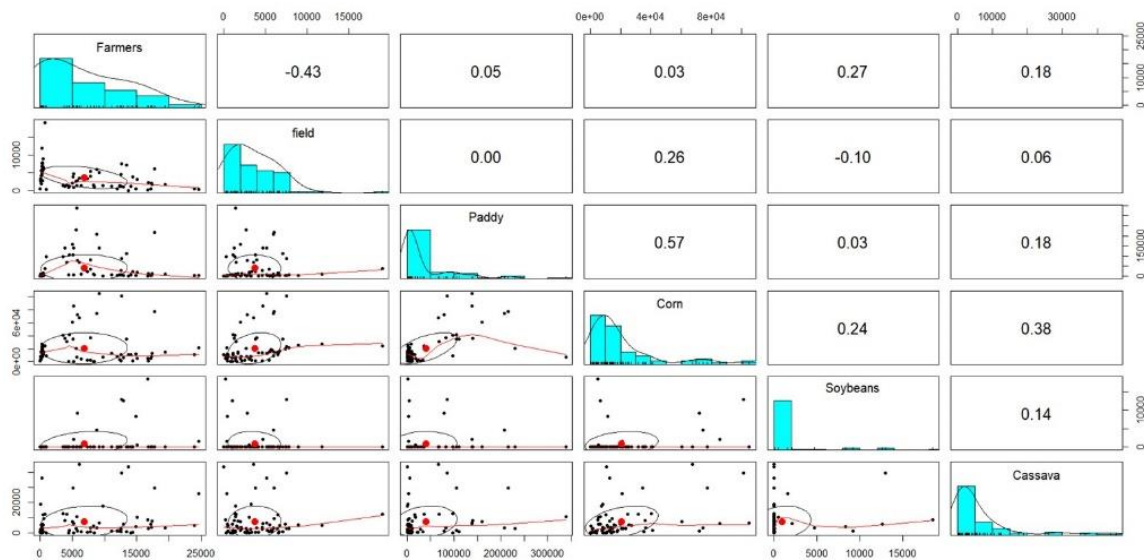 0 5000 15000 0e+00 4e+04 8e+04 0 10000 30000
Farmers -0.43 0.05 0.03 0.27 0.18 0 10000 25000
0 10000 field 0.00 0.26 -0.10 0.06
Paddy 0.57 0.03 0.18 0 150000
0e+00 6e+04 Corn 0.24 0.38
Soybeans 0.14 0 10000
0 20000 Cassava
0 5000 10000 15000 20000 25000 0 100000 200000 300000 0 5000 10000 15000